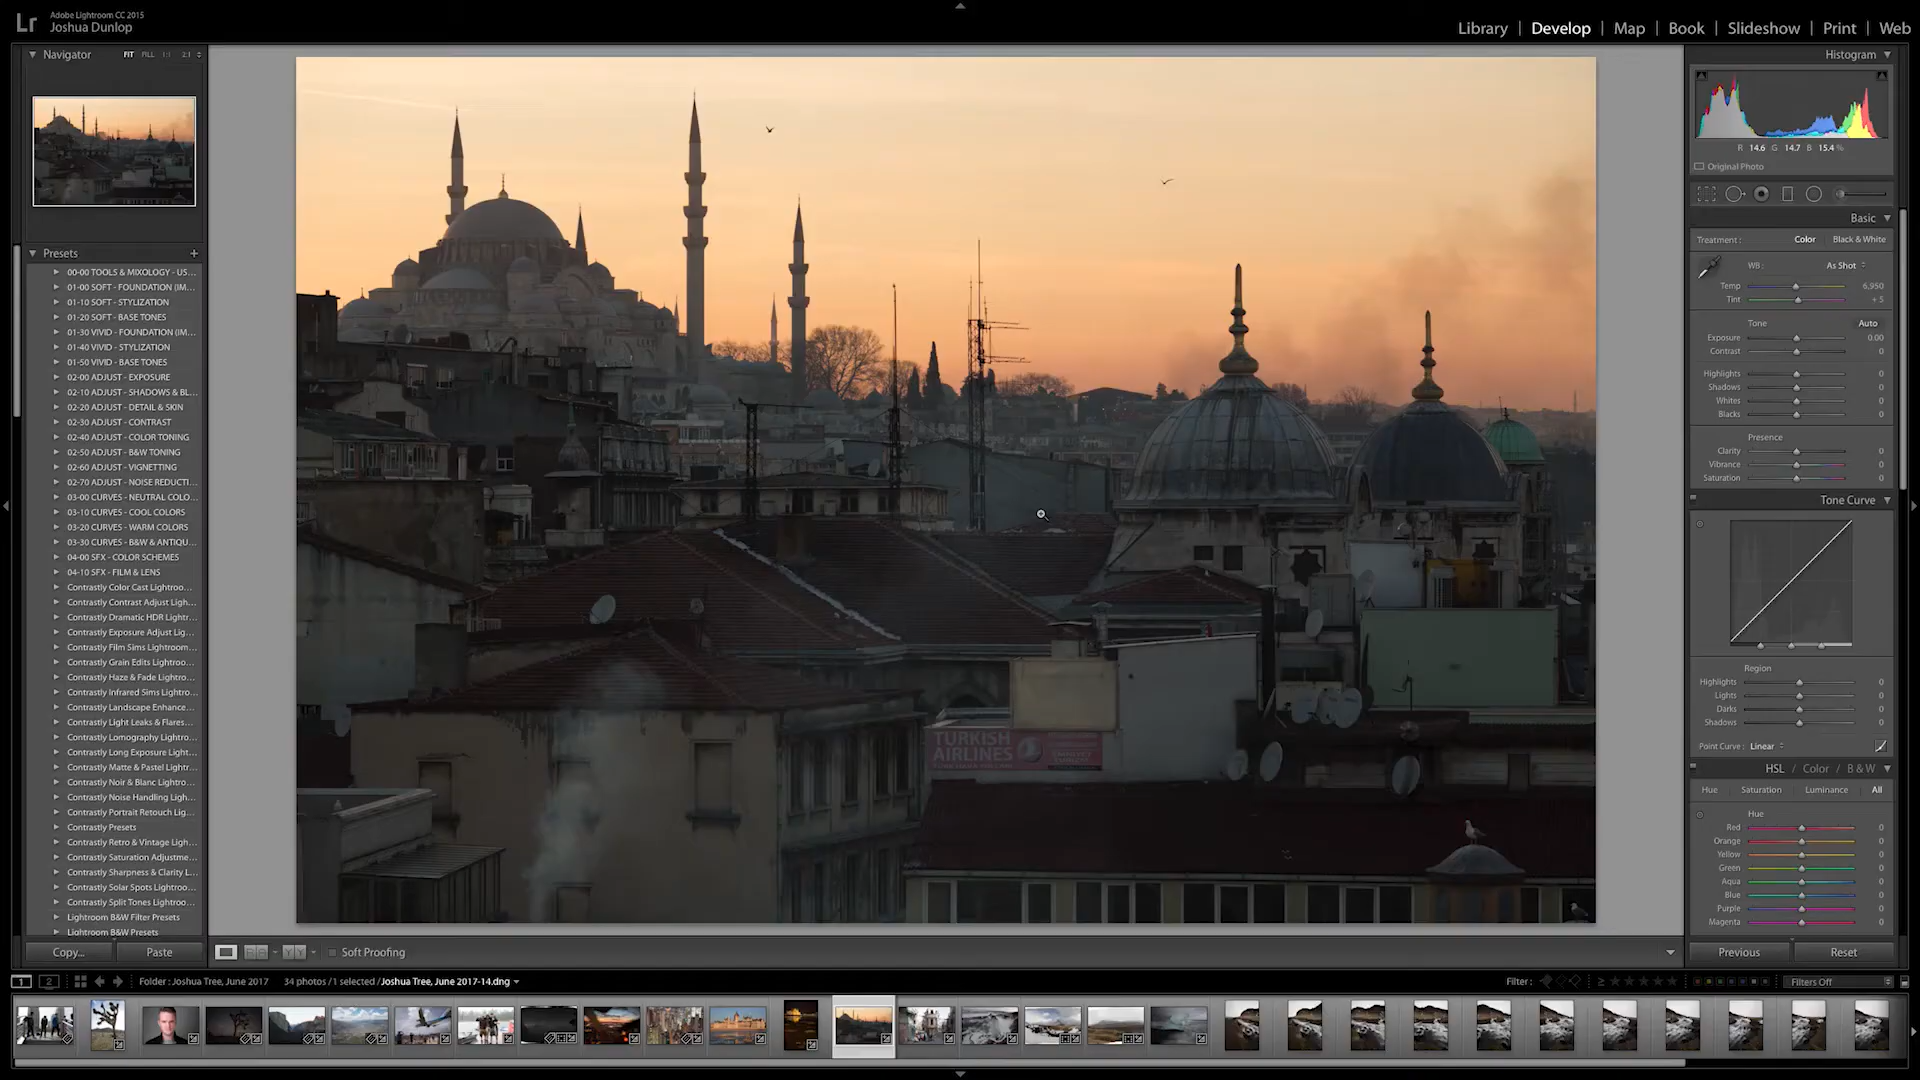 Lr
Adobe Lightroom CC 2015
Joshua Dunlop
Library | Develop | Map | Book | Slideshow | Print | Web
Navigator FIT FILL 1:1 2:1
Presets +
00-00 TOOLS & MIXOLOGY - US...
01-00 SOFT - FOUNDATION (IM...
01-10 SOFT - STYLIZATION
01-20 SOFT - BASE TONES
01-30 VIVID - FOUNDATION (IM...
01-40 VIVID - STYLIZATION
01-50 VIVID - BASE TONES
02-00 ADJUST - EXPOSURE
02-10 ADJUST - SHADOWS & BL...
02-20 ADJUST - DETAIL & SKIN
02-30 ADJUST - CONTRAST
02-40 ADJUST - COLOR TONING
02-50 ADJUST - B&W TONING
02-60 ADJUST - VIGNETTING
02-70 ADJUST - NOISE REDUCTI...
03-00 CURVES - NEUTRAL COLO...
03-10 CURVES - COOL COLORS
03-20 CURVES - WARM COLORS
03-30 CURVES - B&W & ANTIQU...
04-00 SFX - COLOR SCHEMES
04-10 SFX - FILM & LENS
Contrastly Color Cast Lightroo...
Contrastly Contrast Adjust Ligh...
Contrastly Dramatic HDR Lightr...
Contrastly Exposure Adjust Lig...
Contrastly Film Sims Lightroom...
Contrastly Grain Edits Lightroo...
Contrastly Haze & Fade Lightro...
Contrastly Infrared Sims Lightro...
Contrastly Landscape Enhance...
Contrastly Light Leaks & Flares...
Contrastly Lomography Lightro...
Contrastly Long Exposure Light...
Contrastly Matte & Pastel Lightr...
Contrastly Noir & Blanc Lightro...
Contrastly Noise Handling Ligh...
Contrastly Portrait Retouch Lig...
Contrastly Presets
Contrastly Retro & Vintage Ligh...
Contrastly Saturation Adjustme...
Contrastly Sharpness & Clarity L...
Contrastly Solar Spots Lightroo...
Contrastly Split Tones Lightroo...
Lightroom B&W Filter Presets
Lightroom B&W Presets
Copy... Paste
TURKISH
AIRLINES
Soft Proofing
Histogram
R 14.6 G 14.7 B 15.4 %
Original Photo
Basic
Treatment : Color Black & White
WB : As Shot
Temp 6,950
Tint + 5
Tone Auto
Exposure 0.00
Contrast 0
Highlights 0
Shadows 0
Whites 0
Blacks 0
Presence
Clarity 0
Vibrance 0
Saturation 0
Tone Curve
Region
Highlights 0
Lights 0
Darks 0
Shadows 0
Point Curve : Linear
HSL / Color / B & W
Hue Saturation Luminance All
Hue
Red 0
Orange 0
Yellow 0
Green 0
Aqua 0
Blue 0
Purple 0
Magenta 0
Previous Reset
1 2 Folder : Joshua Tree, June 2017 34 photos / 1 selected / Joshua Tree, June 2017-14.dng Filter : ≥ Filters Off